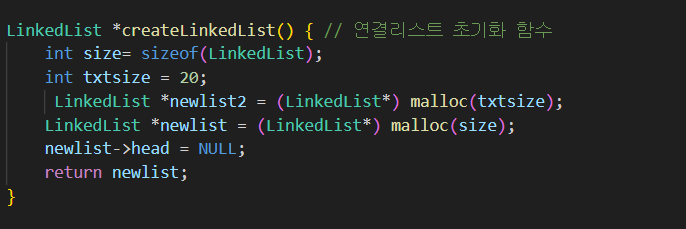 LinkedList *createLinkedList() { // 연결리스트 초기화 함수
    int size= sizeof(LinkedList);
    int txtsize = 20;
     LinkedList *newlist2 = (LinkedList*) malloc(txtsize);
    LinkedList *newlist = (LinkedList*) malloc(size);
    newlist->head = NULL;
    return newlist;
}